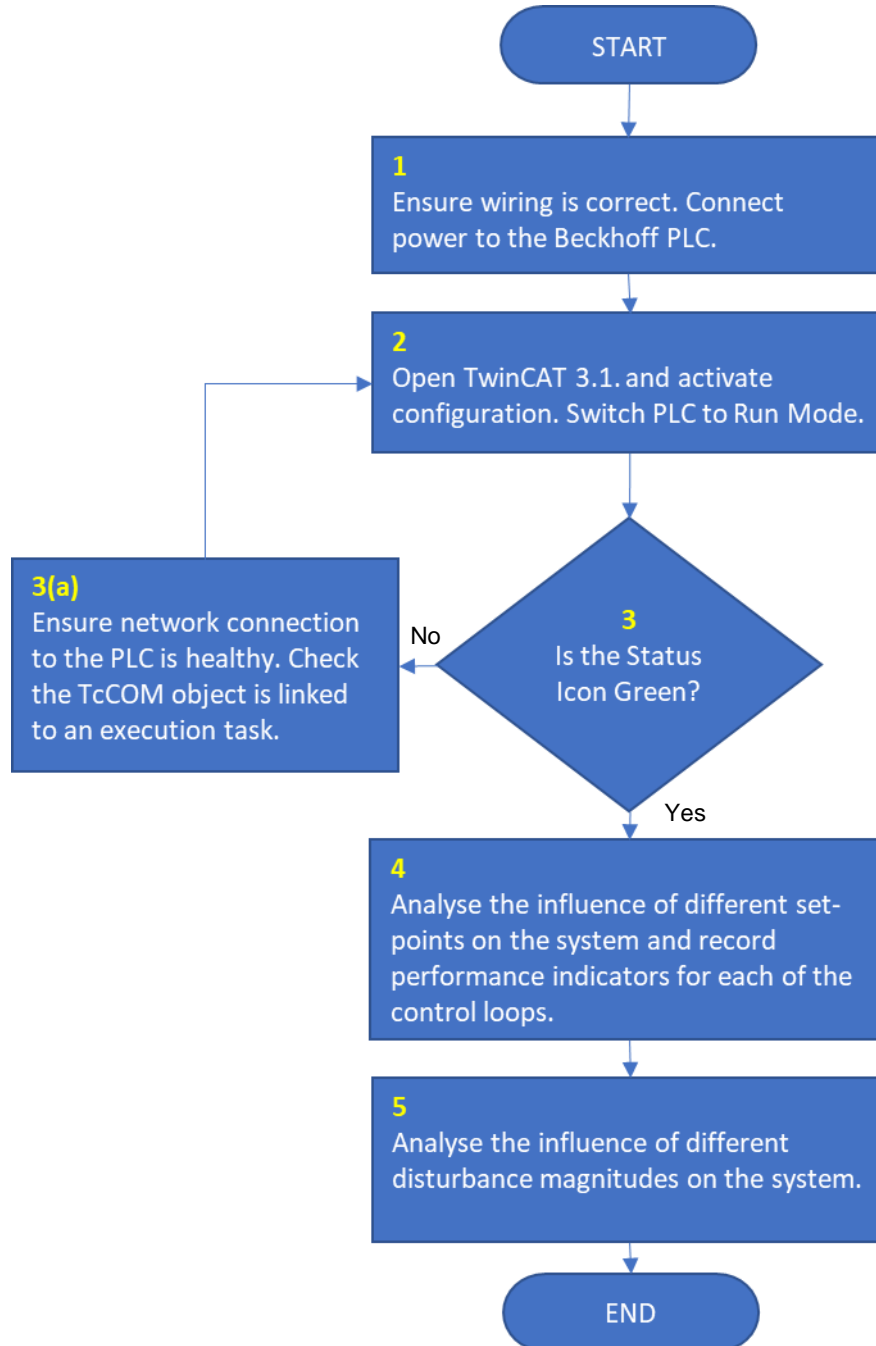 START
1
Ensure wiring is correct. Connect
power to the Beckhoff PLC.
2
Open TwinCAT 3.1. and activate
configuration. Switch PLC to Run Mode.
3(a)
Ensure network connection
to the PLC is healthy. Check
the TcCOM object is linked
to an execution task.
No
3
Is the Status
Icon Green?
Yes
4
Analyse the influence of different set-
points on the system and record
performance indicators for each of the
control loops.
5
Analyse the influence of different
disturbance magnitudes on the system.
END